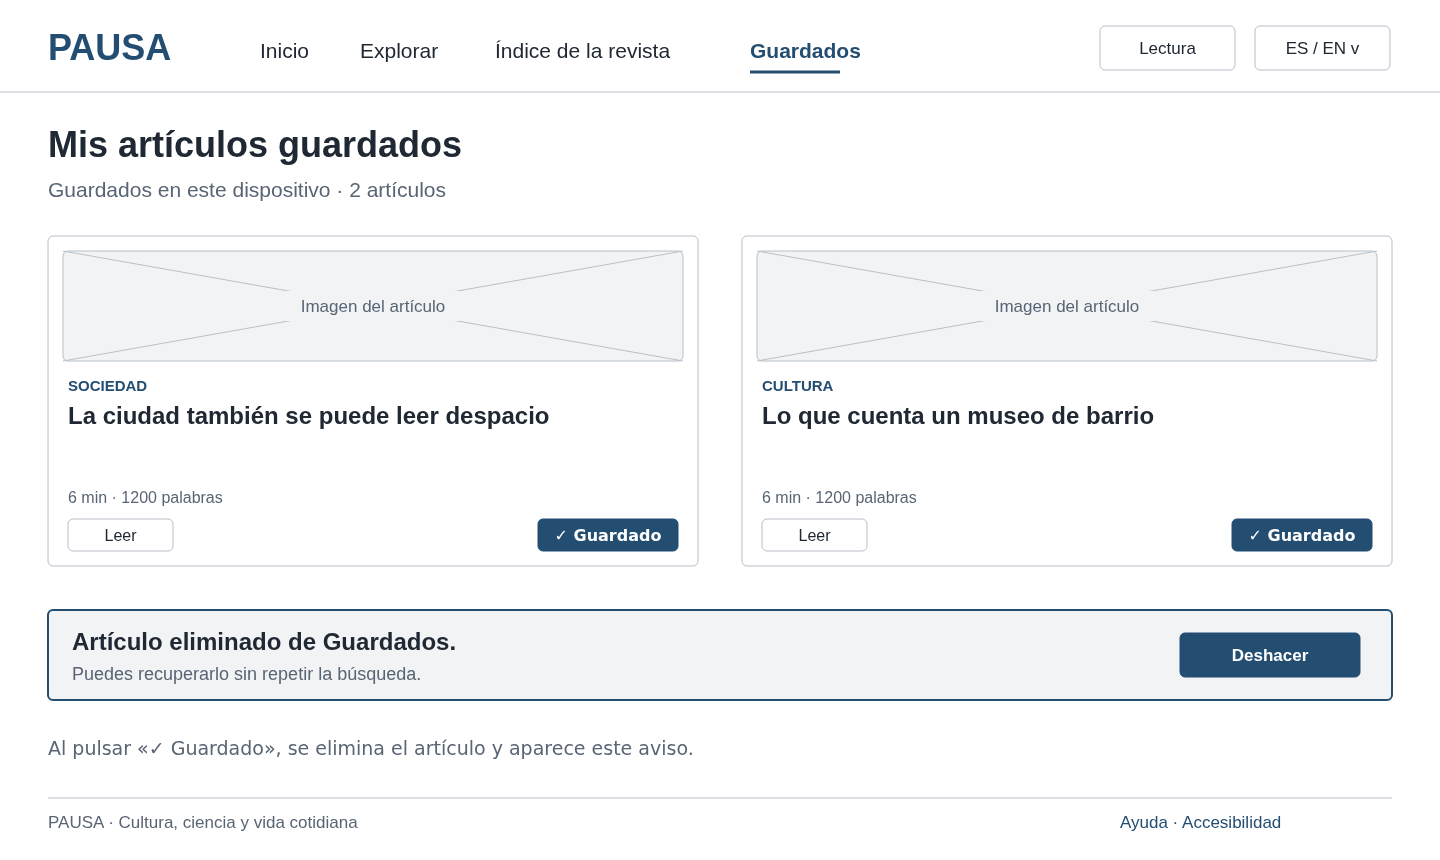 PAUSA
Inicio
Explorar
Índice de la revista
Guardados
Lectura
ES / EN v
Mis artículos guardados
Guardados en este dispositivo · 2 artículos
Imagen del artículo
SOCIEDAD
La ciudad también se puede leer despacio
6 min · 1200 palabras
Leer
✓ Guardado
Imagen del artículo
CULTURA
Lo que cuenta un museo de barrio
6 min · 1200 palabras
Leer
✓ Guardado
Artículo eliminado de Guardados.
Puedes recuperarlo sin repetir la búsqueda.
Deshacer
Al pulsar «✓ Guardado», se elimina el artículo y aparece este aviso.
PAUSA · Cultura, ciencia y vida cotidiana
Ayuda · Accesibilidad